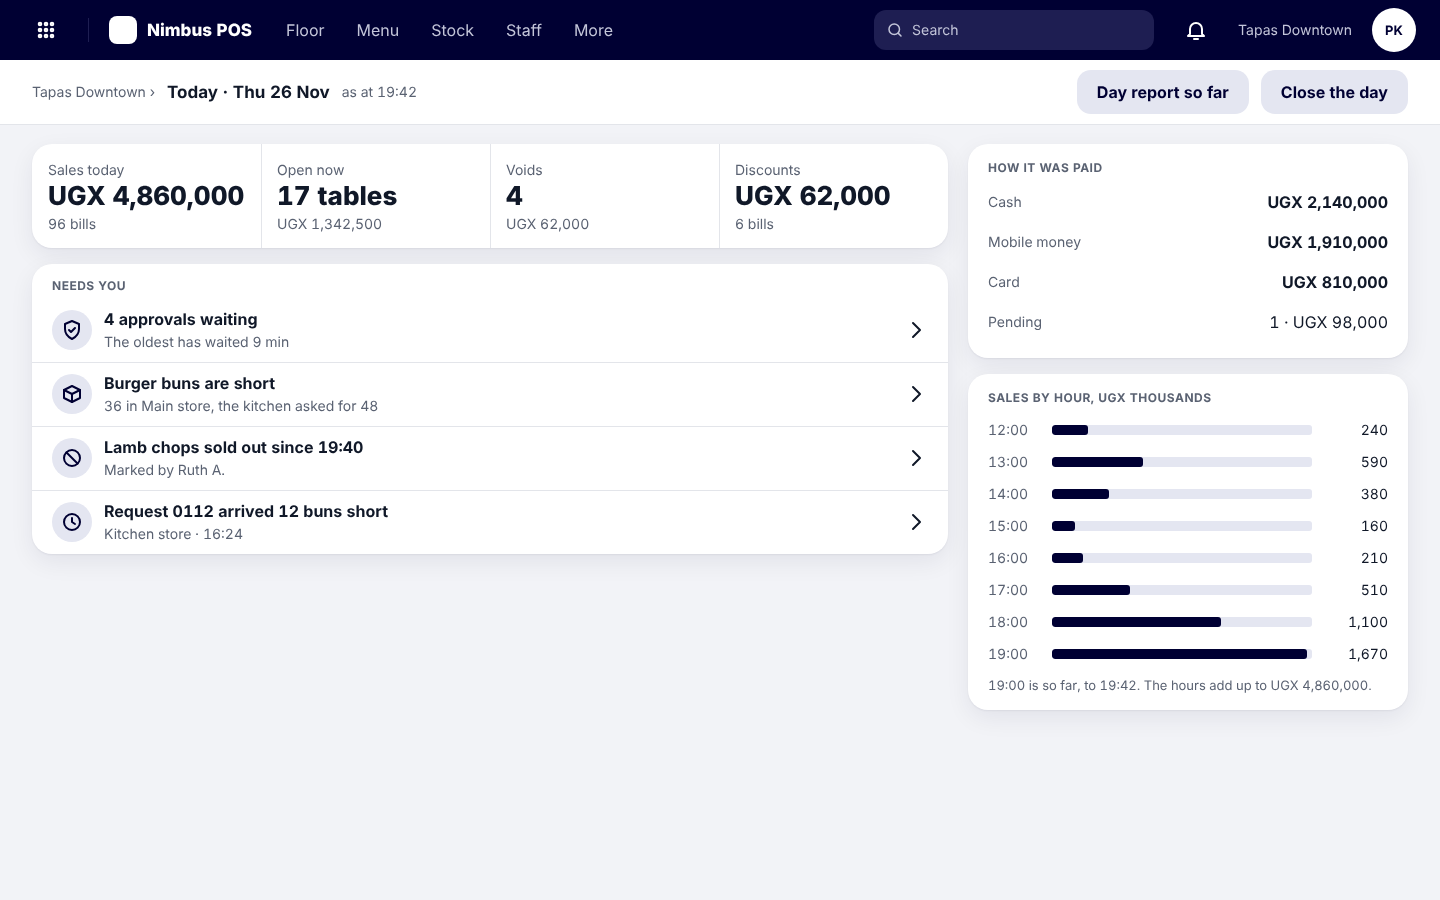 Nimbus POS
Floor
Menu
Stock
Staff
More
Search
Tapas Downtown
PK
Tapas Downtown › Today · Thu 26 Nov as at 19:42
Day report so far
Close the day
Sales today
UGX 4,860,000
96 bills
Open now
17 tables
UGX 1,342,500
Voids
4
UGX 62,000
Discounts
UGX 62,000
6 bills
NEEDS YOU
4 approvals waiting
The oldest has waited 9 min
Burger buns are short
36 in Main store, the kitchen asked for 48
Lamb chops sold out since 19:40
Marked by Ruth A.
Request 0112 arrived 12 buns short
Kitchen store · 16:24
HOW IT WAS PAID
Cash UGX 2,140,000
Mobile money UGX 1,910,000
Card UGX 810,000
Pending 1 · UGX 98,000
SALES BY HOUR, UGX THOUSANDS
12:00 240
13:00 590
14:00 380
15:00 160
16:00 210
17:00 510
18:00 1,100
19:00 1,670
19:00 is so far, to 19:42. The hours add up to UGX 4,860,000.